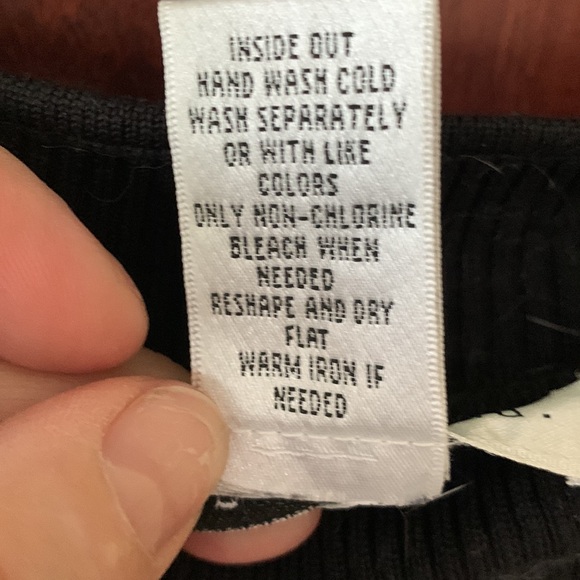 INSIDE OUT
HAND WASH COLD
WASH SEPARATELY
OR WITH LIKE
COLORS
ONLY NON-CHLORINE
BLEACH WHEN
NEEDED
RESHAPE AND DRY
FLAT
WARM IRON IF
NEEDED